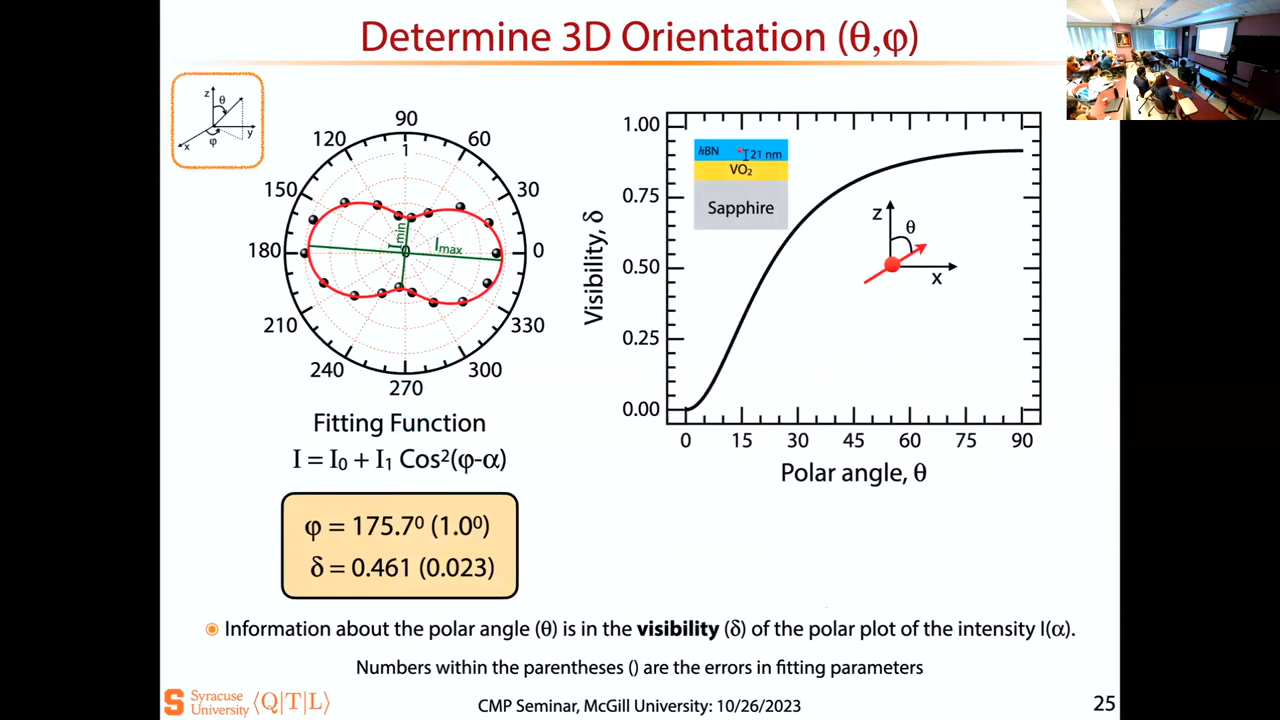 Determine 3D Orientation (θ,φ)
z
θ
y
x
φ
90
120
60
1
150
30
180
0
0
Imin
Imax
210
330
240
300
270
Fitting Function
I = I₀ + I₁ Cos²(φ-α)
φ = 175.7⁰ (1.0⁰)
δ = 0.461 (0.023)
1.00
0.75
0.50
0.25
0.00
Visibility, δ
hBN
21 nm
VO₂
Sapphire
z
θ
x
0 15 30 45 60 75 90
Polar angle, θ
Information about the polar angle (θ) is in the visibility (δ) of the polar plot of the intensity I(α).
Numbers within the parentheses () are the errors in fitting parameters
S Syracuse University ⟨Q|T|L⟩
CMP Seminar, McGill University: 10/26/2023
25